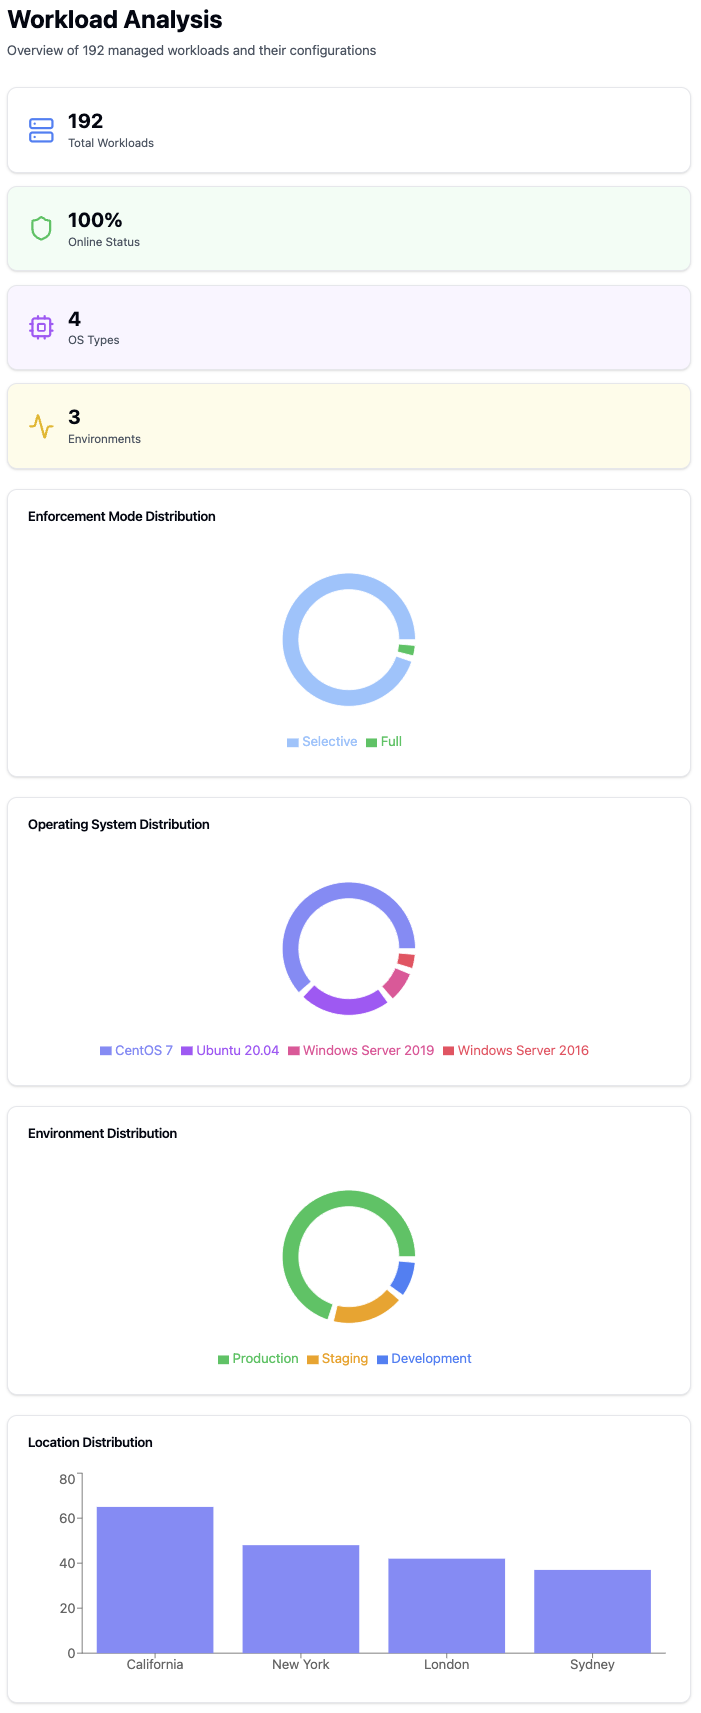 Workload Analysis
Overview of 192 managed workloads and their configurations
192
Total Workloads
100%
Online Status
4
OS Types
3
Environments
Enforcement Mode Distribution
Selective Full
Operating System Distribution
CentOS 7 Ubuntu 20.04 Windows Server 2019 Windows Server 2016
Environment Distribution
Production Staging Development
Location Distribution
80
60
40
20
0
California New York London Sydney